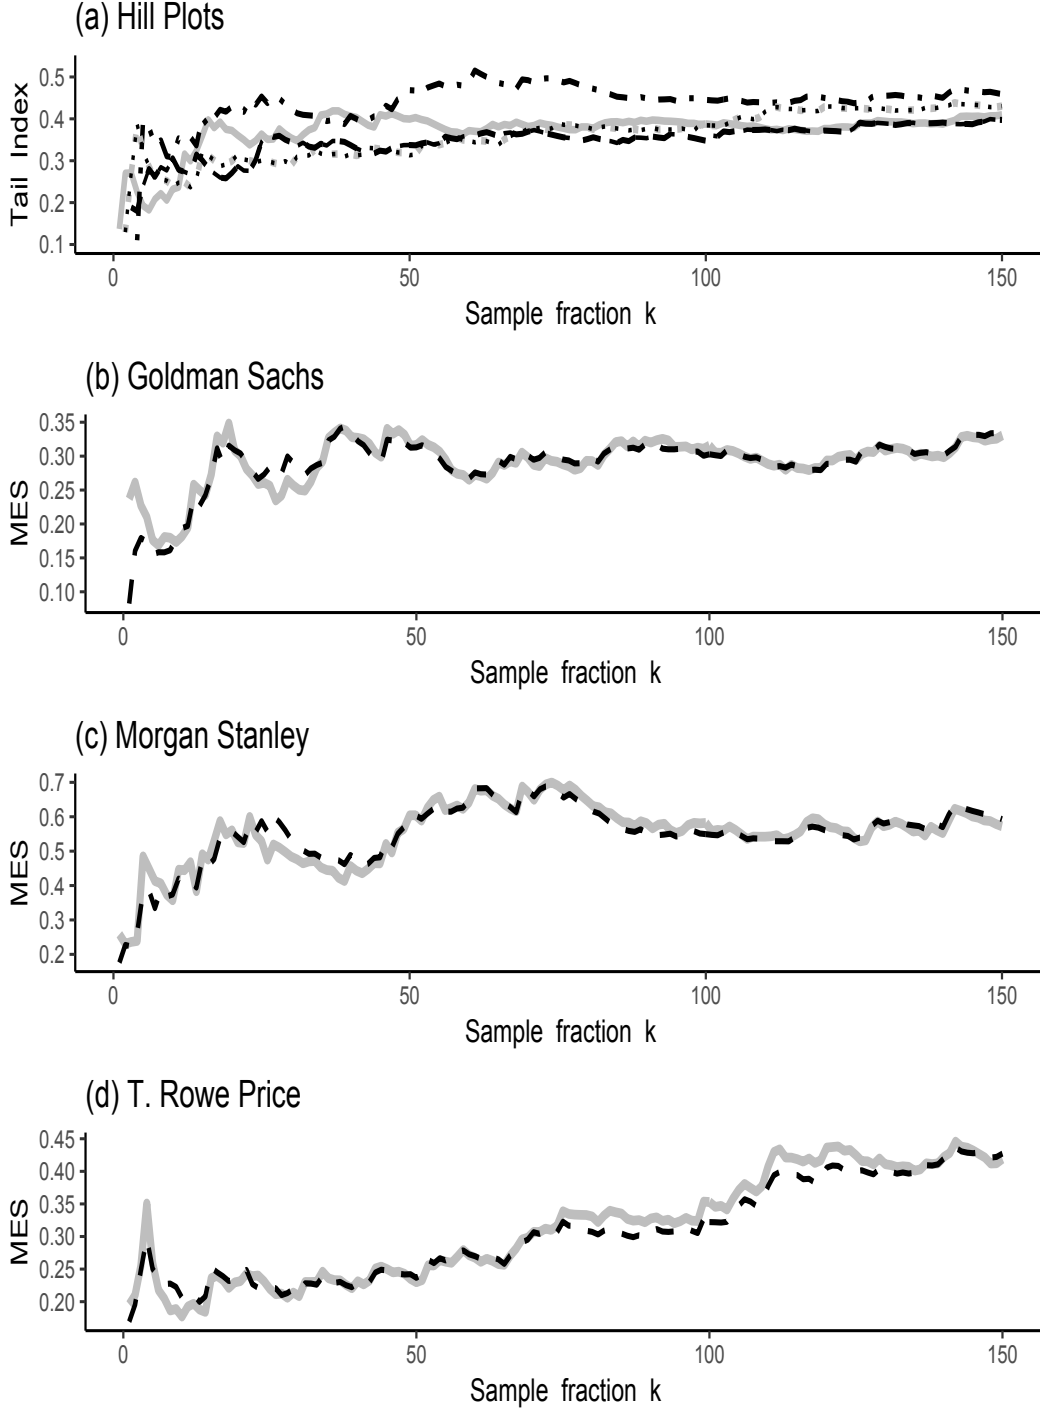 (a) Hill Plots
Tail Index
0.5
0.4
0.3
0.2
0.1
0 50 100 150
Sample fraction k
(b) Goldman Sachs
MES
0.35
0.30
0.25
0.20
0.15
0.10
0 50 100 150
Sample fraction k
(c) Morgan Stanley
MES
0.7
0.6
0.5
0.4
0.3
0.2
0 50 100 150
Sample fraction k
(d) T. Rowe Price
MES
0.45
0.40
0.35
0.30
0.25
0.20
0 50 100 150
Sample fraction k